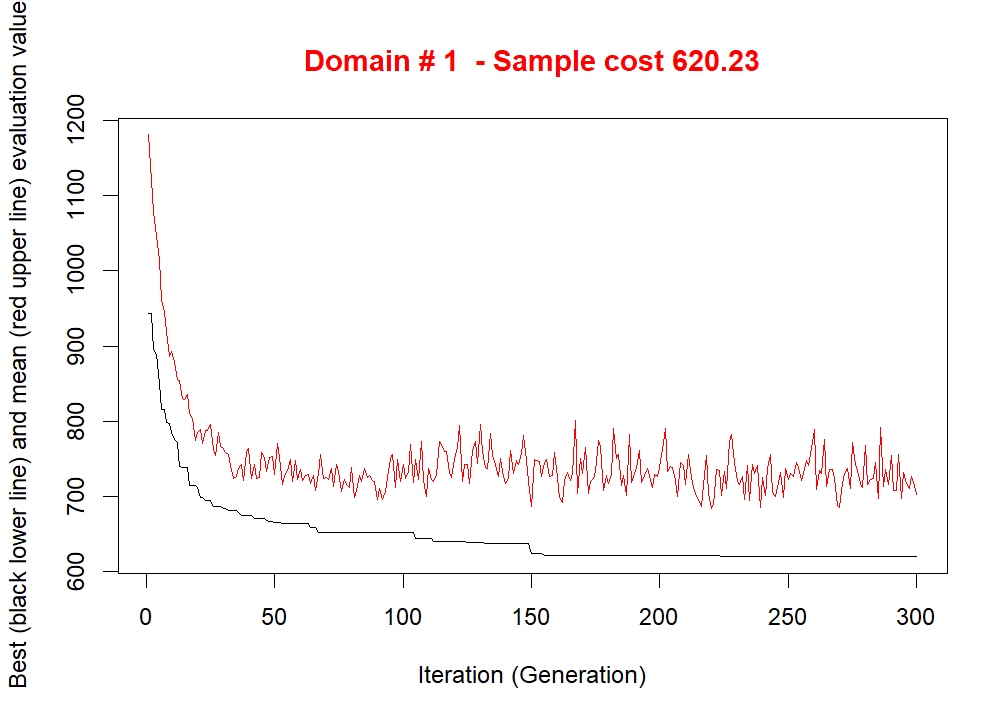 Domain # 1  - Sample cost 620.23
Best (black lower line) and mean (red upper line) evaluation value
1200
1100
1000
900
800
700
600
0 50 100 150 200 250 300
Iteration (Generation)